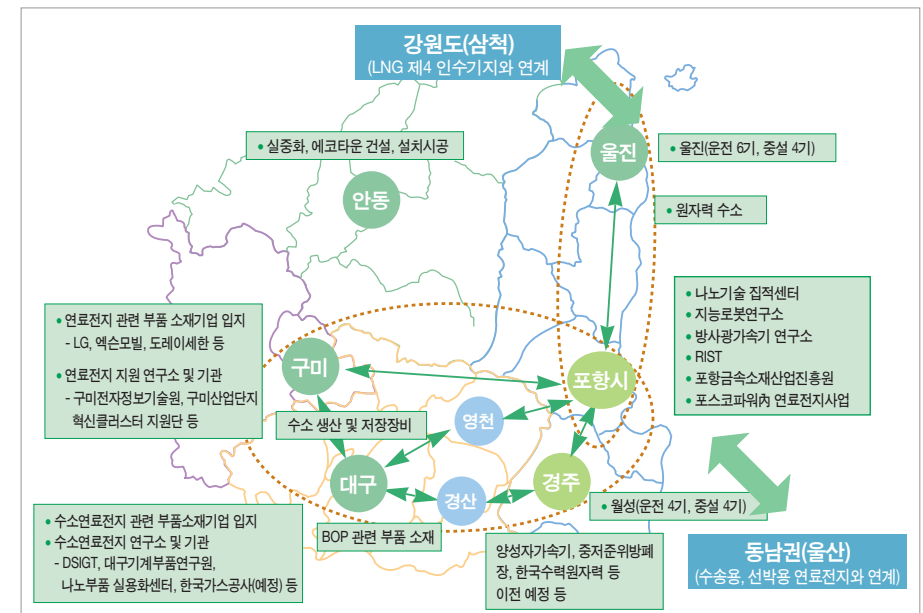 강원도(삼척)
(LNG 제4 인수기지와 연계
• 실중화, 에코타운 건설, 설치시공
안동
울진
• 울진(운전 6기, 중설 4기)
• 원자력 수소
• 연료전지 관련 부품 소재기업 입지
- LG, 엑슨모빌, 도레이세한 등
• 연료전지 지원 연구소 및 기관
- 구미전자정보기술원, 구미산업단지
혁신클러스터 지원단 등
구미
포항시
• 나노기술 집적센터
• 지능로봇연구소
• 방사광가속기 연구소
• RIST
• 포항금속소재산업진흥원
• 포스코파워內 연료전지사업
수소 생산 및 저장장비
영천
대구
경산
경주
• 월성(운전 4기, 중설 4기)
• 수소연료전지 관련 부품소재기업 입지
• 수소연료전지 연구소 및 기관
- DSIGT, 대구기계부품연구원,
나노부품 실용화센터, 한국가스공사(예정) 등
BOP 관련 부품 소재
양성자가속기, 중저준위방폐
장, 한국수력원자력 등
이전 예정 등
동남권(울산)
(수송용, 선박용 연료전지와 연계)